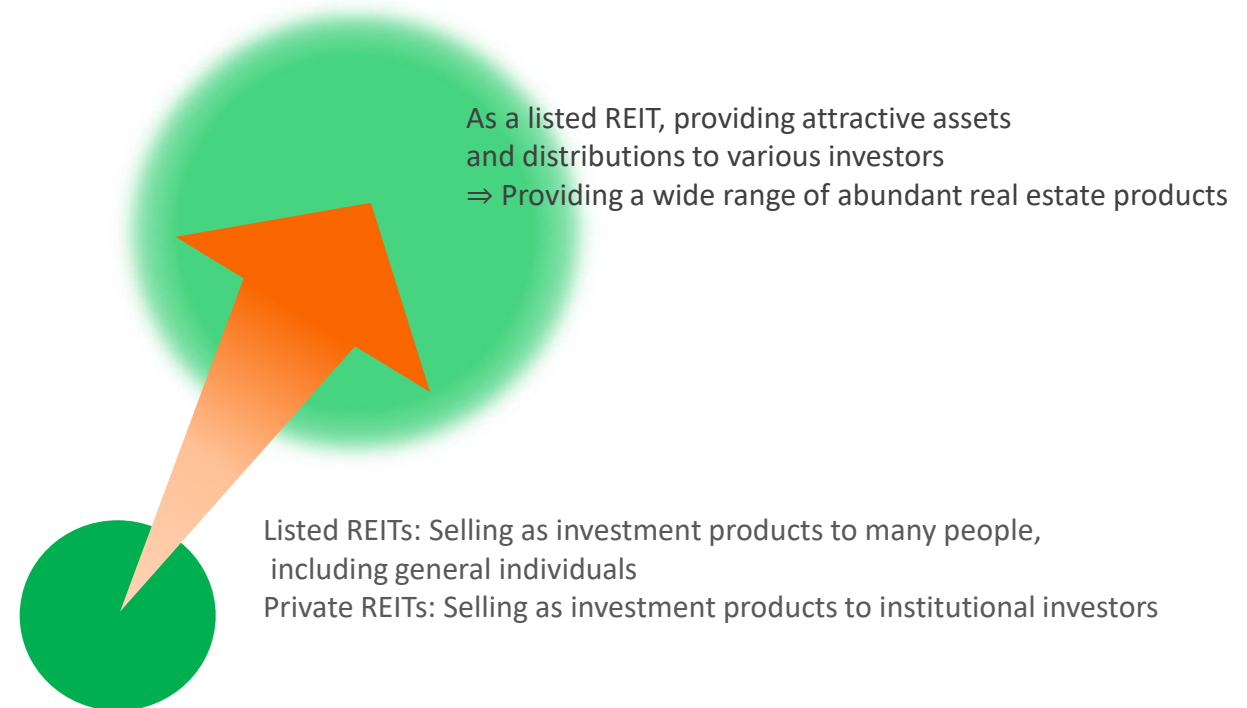 As a listed REIT, providing attractive assets
and distributions to various investors
⇒ Providing a wide range of abundant real estate products
Listed REITs: Selling as investment products to many people,
including general individuals
Private REITs: Selling as investment products to institutional investors